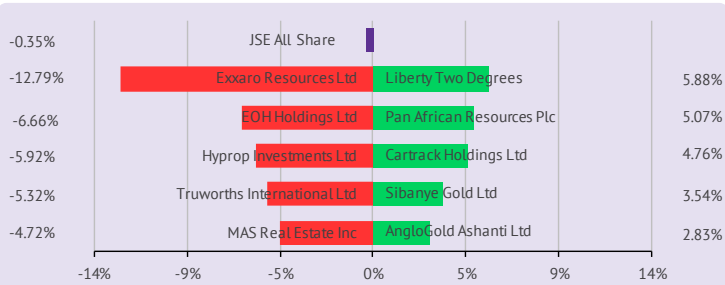 -0.35% JSE All Share
-12.79% Exxaro Resources Ltd Liberty Two Degrees 5.88%
-6.66% EOH Holdings Ltd Pan African Resources Plc 5.07%
-5.92% Hyprop Investments Ltd Cartrack Holdings Ltd 4.76%
-5.32% Truworths International Ltd Sibanye Gold Ltd 3.54%
-4.72% MAS Real Estate Inc AngloGold Ashanti Ltd 2.83%
-14% -9% -5% 0% 5% 9% 14%